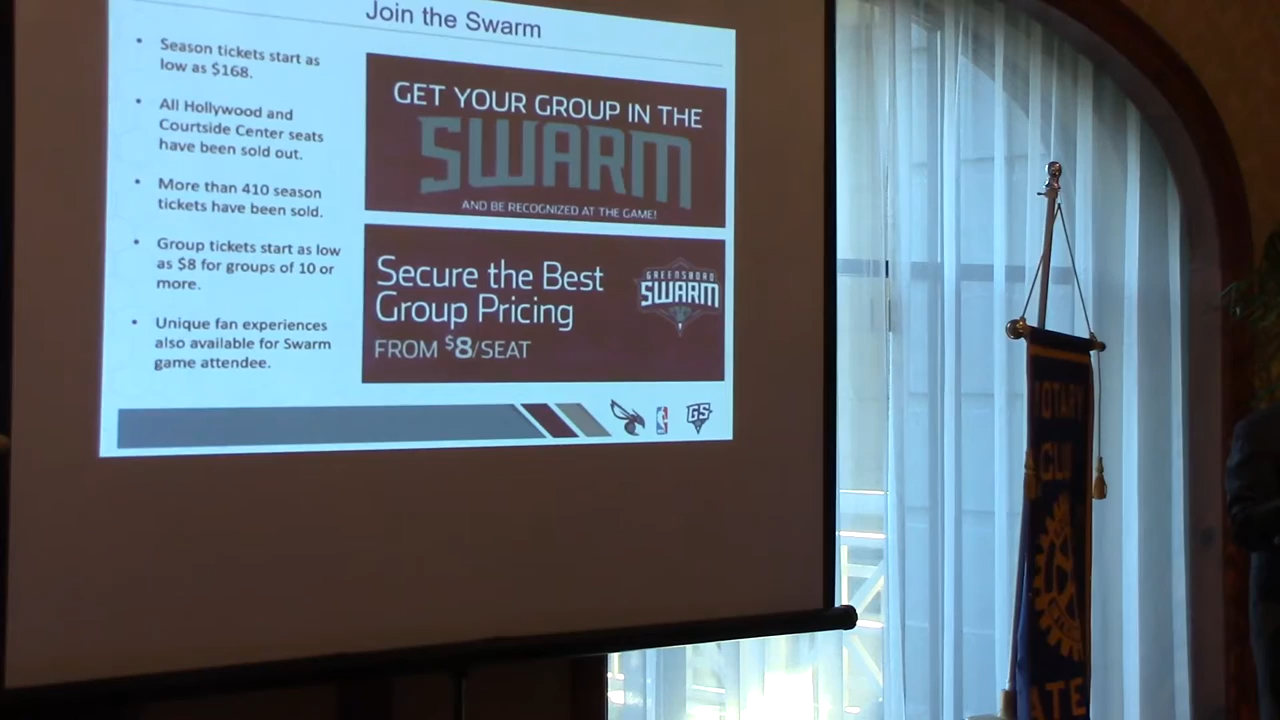 Join the Swarm
• Season tickets start as
low as $168.
• All Hollywood and
Courtside Center seats
have been sold out.
• More than 410 season
tickets have been sold.
• Group tickets start as low
as $8 for groups of 10 or
more.
• Unique fan experiences
also available for Swarm
game attendee.
GET YOUR GROUP IN THE
SWARM
AND BE RECOGNIZED AT THE GAME!
Secure the Best
Group Pricing
FROM $8/SEAT
GREENSBORO
SWARM
GS
OTARY
CLU
ATE